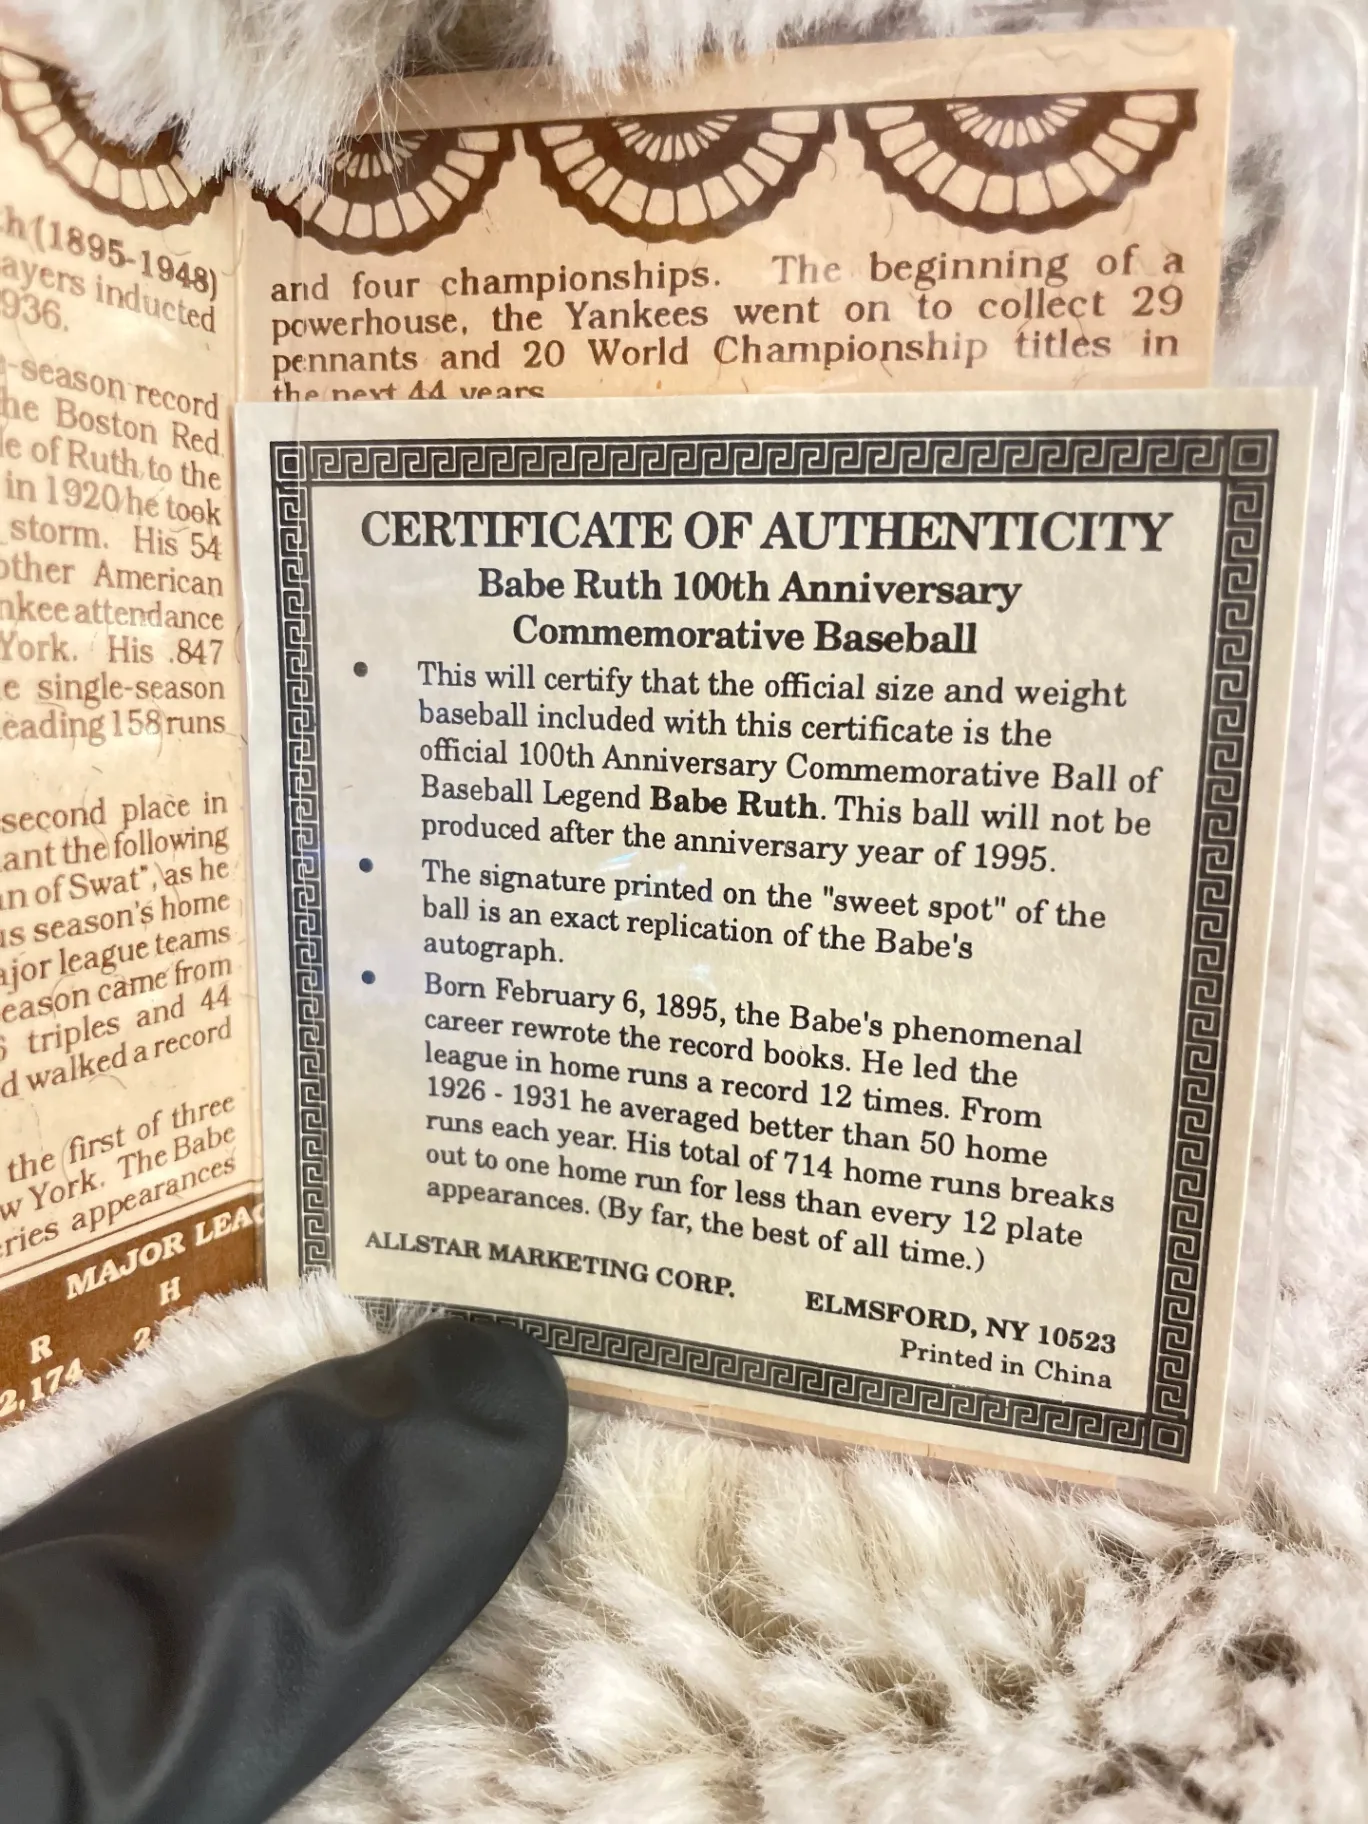 h (1895-1948)
ayers inducted
936.
-season record
he Boston Red
le of Ruth to the
in 1920 he took
storm. His 54
other American
nkee attendance
York. His .847
e single-season
eading 158 runs
second place in
ant the following
an of Swat", as he
us season's home
ajor league teams
eason came from
6 triples and 44
d walked a record
the first of three
w York. The Babe
ries appearances
MAJOR LEAG
H
R
2,174
and four championships. The beginning of a
powerhouse, the Yankees went on to collect 29
pennants and 20 World Championship titles in
the next 44 years
CERTIFICATE OF AUTHENTICITY
Babe Ruth 100th Anniversary
Commemorative Baseball
• This will certify that the official size and weight
baseball included with this certificate is the
official 100th Anniversary Commemorative Ball of
Baseball Legend Babe Ruth. This ball will not be
produced after the anniversary year of 1995.
• The signature printed on the "sweet spot" of the
ball is an exact replication of the Babe's
autograph.
• Born February 6, 1895, the Babe's phenomenal
career rewrote the record books. He led the
league in home runs a record 12 times. From
1926 - 1931 he averaged better than 50 home
runs each year. His total of 714 home runs breaks
out to one home run for less than every 12 plate
appearances. (By far, the best of all time.)
ALLSTAR MARKETING CORP.
ELMSFORD, NY 10523
Printed in China